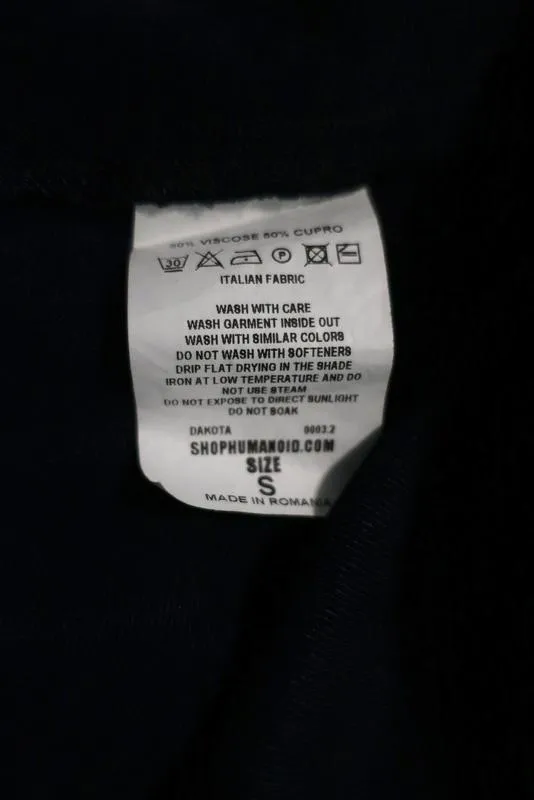 50% VISCOSE 50% CUPRO
30 P
ITALIAN FABRIC
WASH WITH CARE
WASH GARMENT INSIDE OUT
WASH WITH SIMILAR COLORS
DO NOT WASH WITH SOFTENERS
DRIP FLAT DRYING IN THE SHADE
IRON AT LOW TEMPERATURE AND DO
NOT USE STEAM
DO NOT EXPOSE TO DIRECT SUNLIGHT
DO NOT SOAK
DAKOTA 0003.2
SHOPHUMANOID.COM
SIZE
S
MADE IN ROMANIA